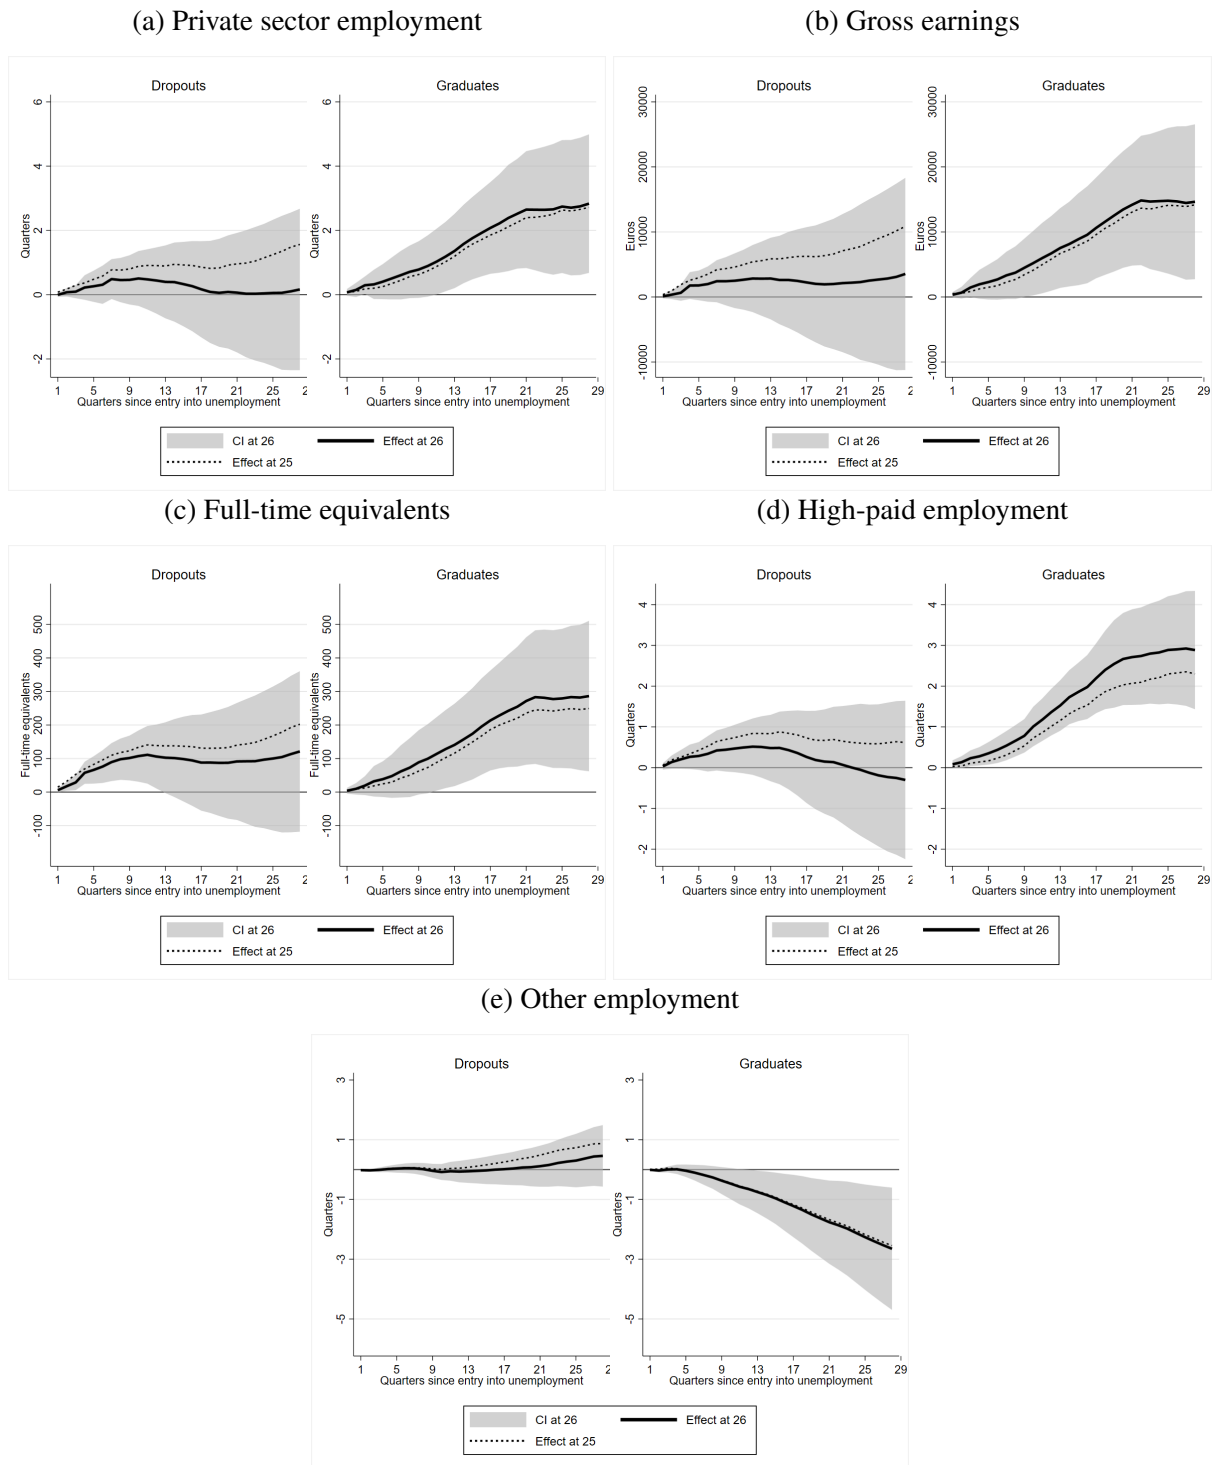 (a) Private sector employment
Dropouts
Graduates
Quarters
6
4
2
0
-2
1 5 9 13 17 21 25 2
Quarters
6
4
2
0
-2
1 5 9 13 17 21 25 29
Quarters since entry into unemployment
Quarters since entry into unemployment
CI at 26
Effect at 26
Effect at 25
(b) Gross earnings
Dropouts
Graduates
Euros
30000
20000
10000
0
-10000
1 5 9 13 17 21 25 2
Euros
30000
20000
10000
0
-10000
1 5 9 13 17 21 25 29
Quarters since entry into unemployment
Quarters since entry into unemployment
CI at 26
Effect at 26
Effect at 25
(c) Full-time equivalents
Dropouts
Graduates
Full-time equivalents
500
400
300
200
100
0
-100
1 5 9 13 17 21 25 2
Full-time equivalents
500
400
300
200
100
0
-100
1 5 9 13 17 21 25 29
Quarters since entry into unemployment
Quarters since entry into unemployment
CI at 26
Effect at 26
Effect at 25
(d) High-paid employment
Dropouts
Graduates
Quarters
4
3
2
1
0
-1
-2
1 5 9 13 17 21 25 2
Quarters
4
3
2
1
0
-1
-2
1 5 9 13 17 21 25 29
Quarters since entry into unemployment
Quarters since entry into unemployment
CI at 26
Effect at 26
Effect at 25
(e) Other employment
Dropouts
Graduates
Quarters
3
1
-1
-3
-5
1 5 9 13 17 21 25 2
Quarters
3
1
-1
-3
-5
1 5 9 13 17 21 25 29
Quarters since entry into unemployment
Quarters since entry into unemployment
CI at 26
Effect at 26
Effect at 25